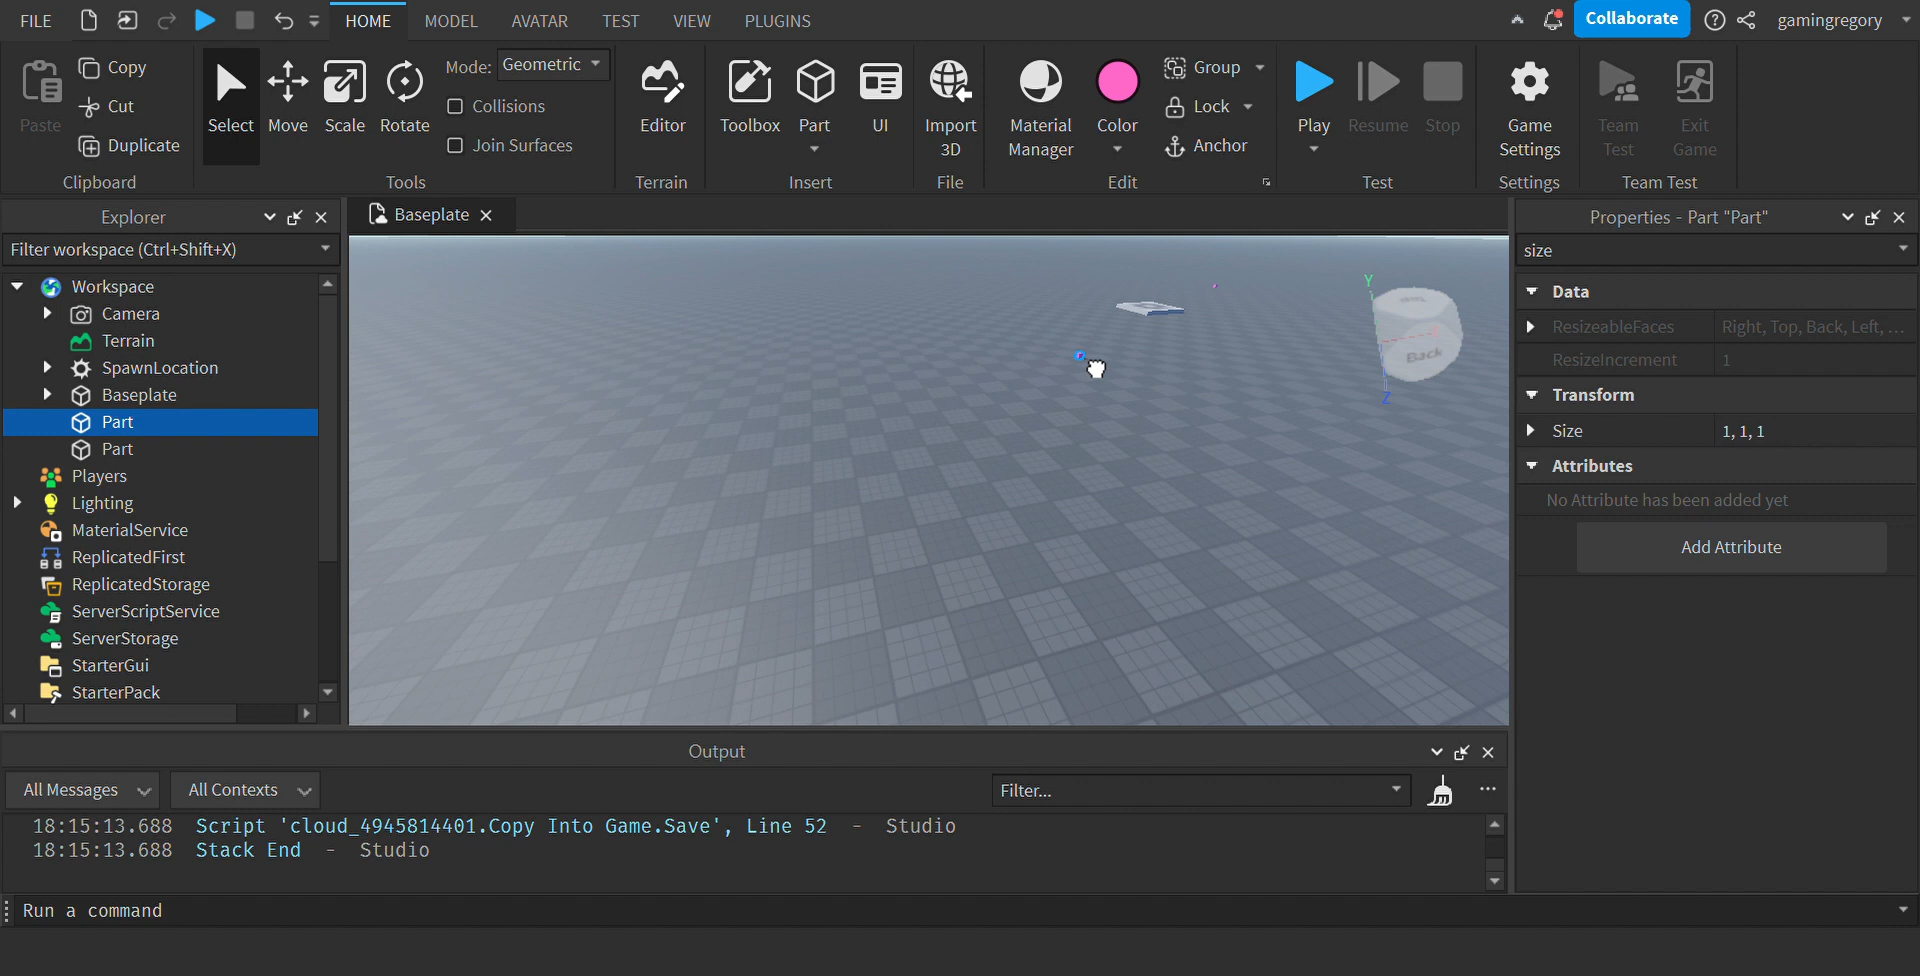 FILE HOME MODEL AVATAR TEST VIEW PLUGINS Collaborate gamingregory
Paste Copy Cut Duplicate
Clipboard
Select Move Scale Rotate
Mode: Geometric
Collisions
Join Surfaces
Tools
Editor
Terrain
Toolbox Part UI
Insert
Import
3D
File
Material
Manager
Color
Group
Lock
Anchor
Edit
Play Resume Stop
Test
Game
Settings
Settings
Team
Test
Exit
Game
Team Test
Explorer
Filter workspace (Ctrl+Shift+X)
Workspace
Camera
Terrain
SpawnLocation
Baseplate
Part
Part
Players
Lighting
MaterialService
ReplicatedFirst
ReplicatedStorage
ServerScriptService
ServerStorage
StarterGui
StarterPack
Baseplate
Y
Back
Z
Properties - Part "Part"
size
Data
ResizeableFaces Right, Top, Back, Left, ...
ResizeIncrement 1
Transform
Size 1, 1, 1
Attributes
No Attribute has been added yet
Add Attribute
Output
All Messages All Contexts Filter...
18:15:13.688 Script 'cloud_4945814401.Copy Into Game.Save', Line 52 - Studio
18:15:13.688 Stack End - Studio
Run a command